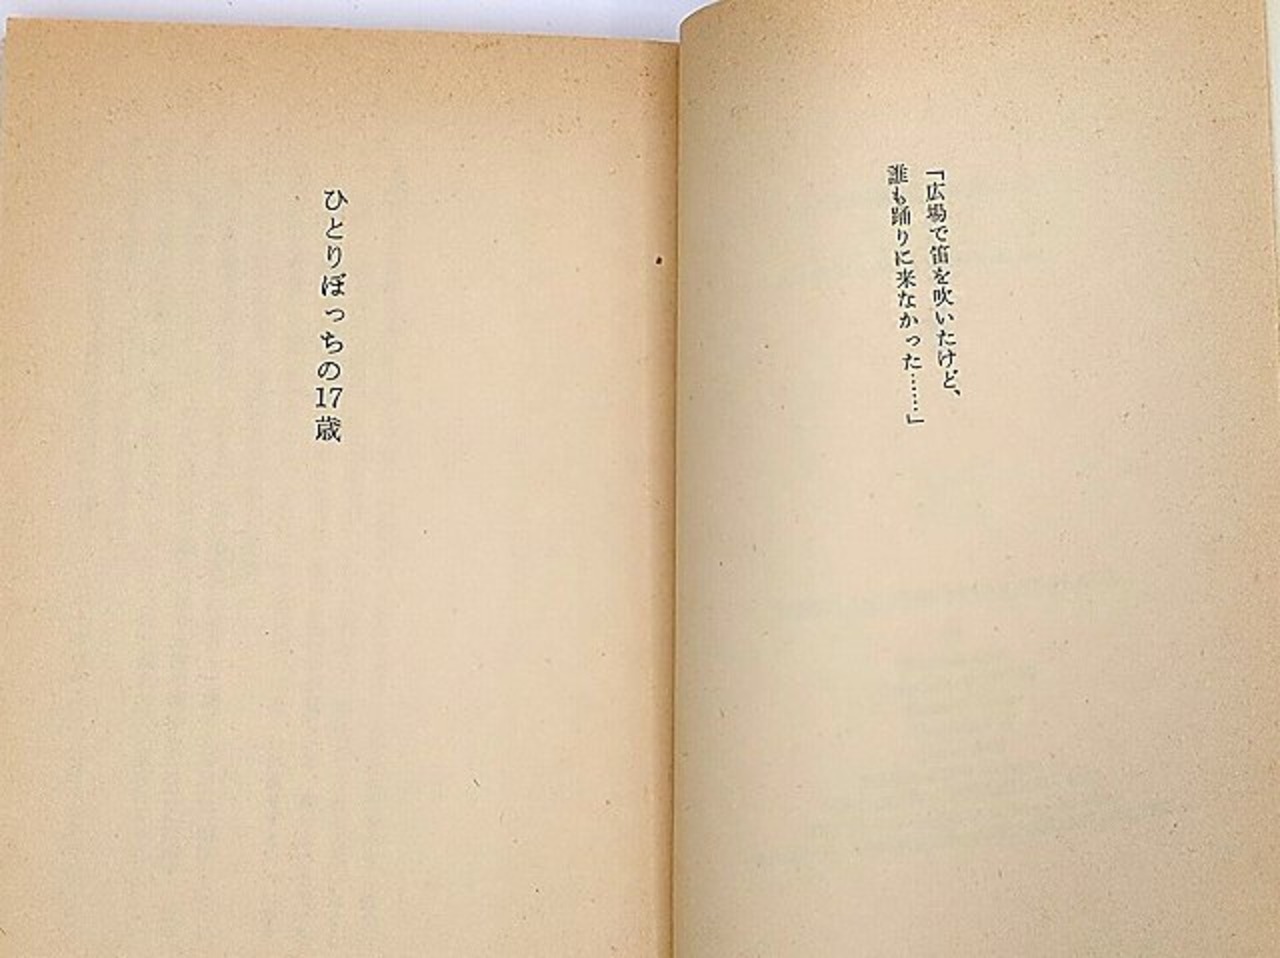 「広場で笛を吹いたけど、
誰も踊りに来なかった……」
ひとりぼっちの17歳